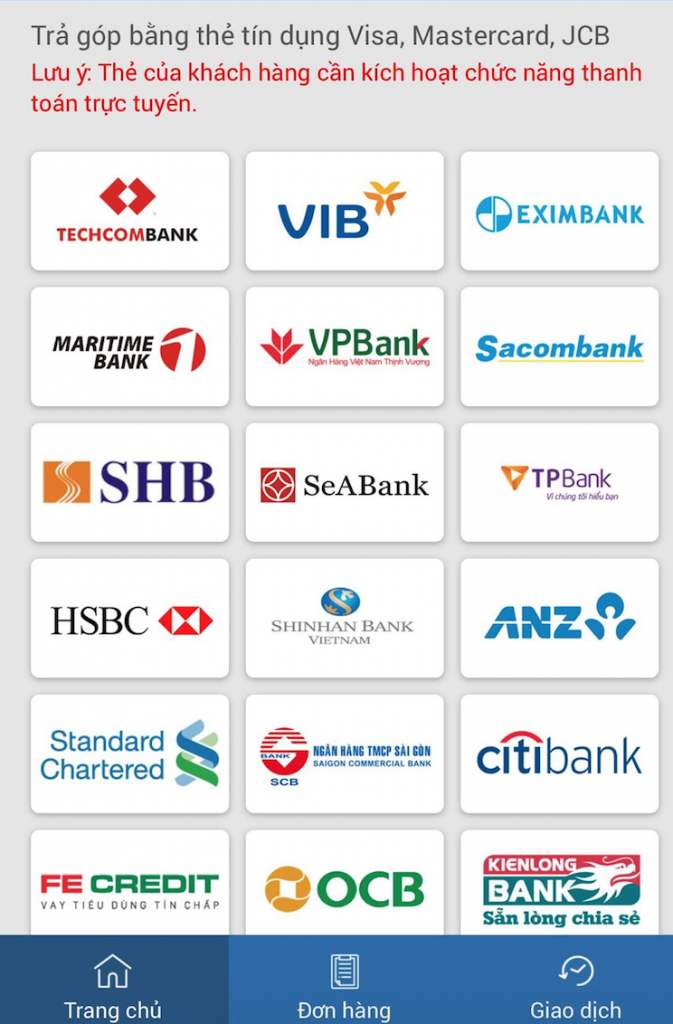 Trả góp bằng thẻ tín dụng Visa, Mastercard, JCB
Lưu ý: Thẻ của khách hàng cần kích hoạt chức năng thanh
toán trực tuyến.
TECHCOMBANK
VIB
EXIMBANK
MARITIME
BANK
VPBank
Ngân Hàng Việt Nam Thịnh Vượng
Sacombank
SHB
SeABank
TPBank
Vì chúng tôi hiểu bạn
HSBC
SHINHAN BANK
VIETNAM
ANZ
Standard
Chartered
BANK
SCB
NGÂN HÀNG TMCP SÀI GÒN
SAIGON COMMERCIAL BANK
citibank
FE CREDIT
VAY TIÊU DÙNG TÍN CHẤP
OCB
KIENLONG
BANK
Sẵn lòng chia sẻ
Trang chủ
Đơn hàng
Giao dịch